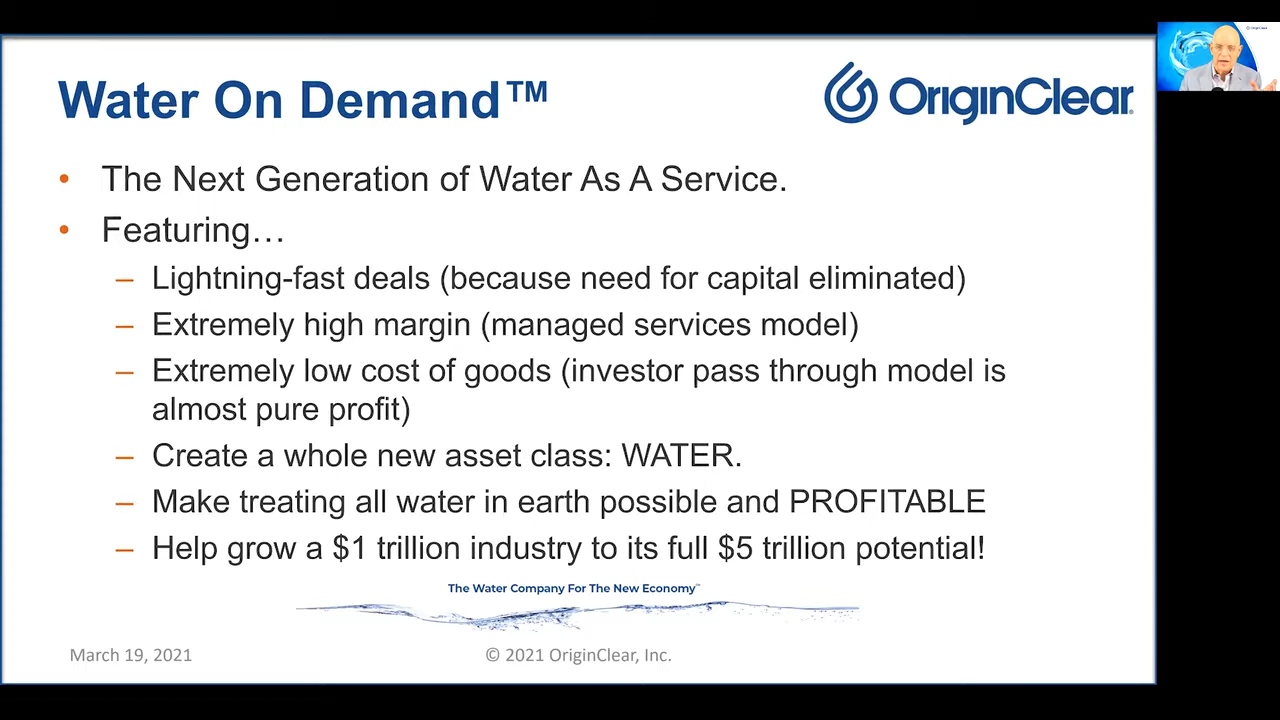 Water On Demand™
OriginClear®
• The Next Generation of Water As A Service.
• Featuring…
– Lightning-fast deals (because need for capital eliminated)
– Extremely high margin (managed services model)
– Extremely low cost of goods (investor pass through model is
almost pure profit)
– Create a whole new asset class: WATER.
– Make treating all water in earth possible and PROFITABLE
– Help grow a $1 trillion industry to its full $5 trillion potential!
The Water Company For The New Economy™
March 19, 2021
© 2021 OriginClear, Inc.